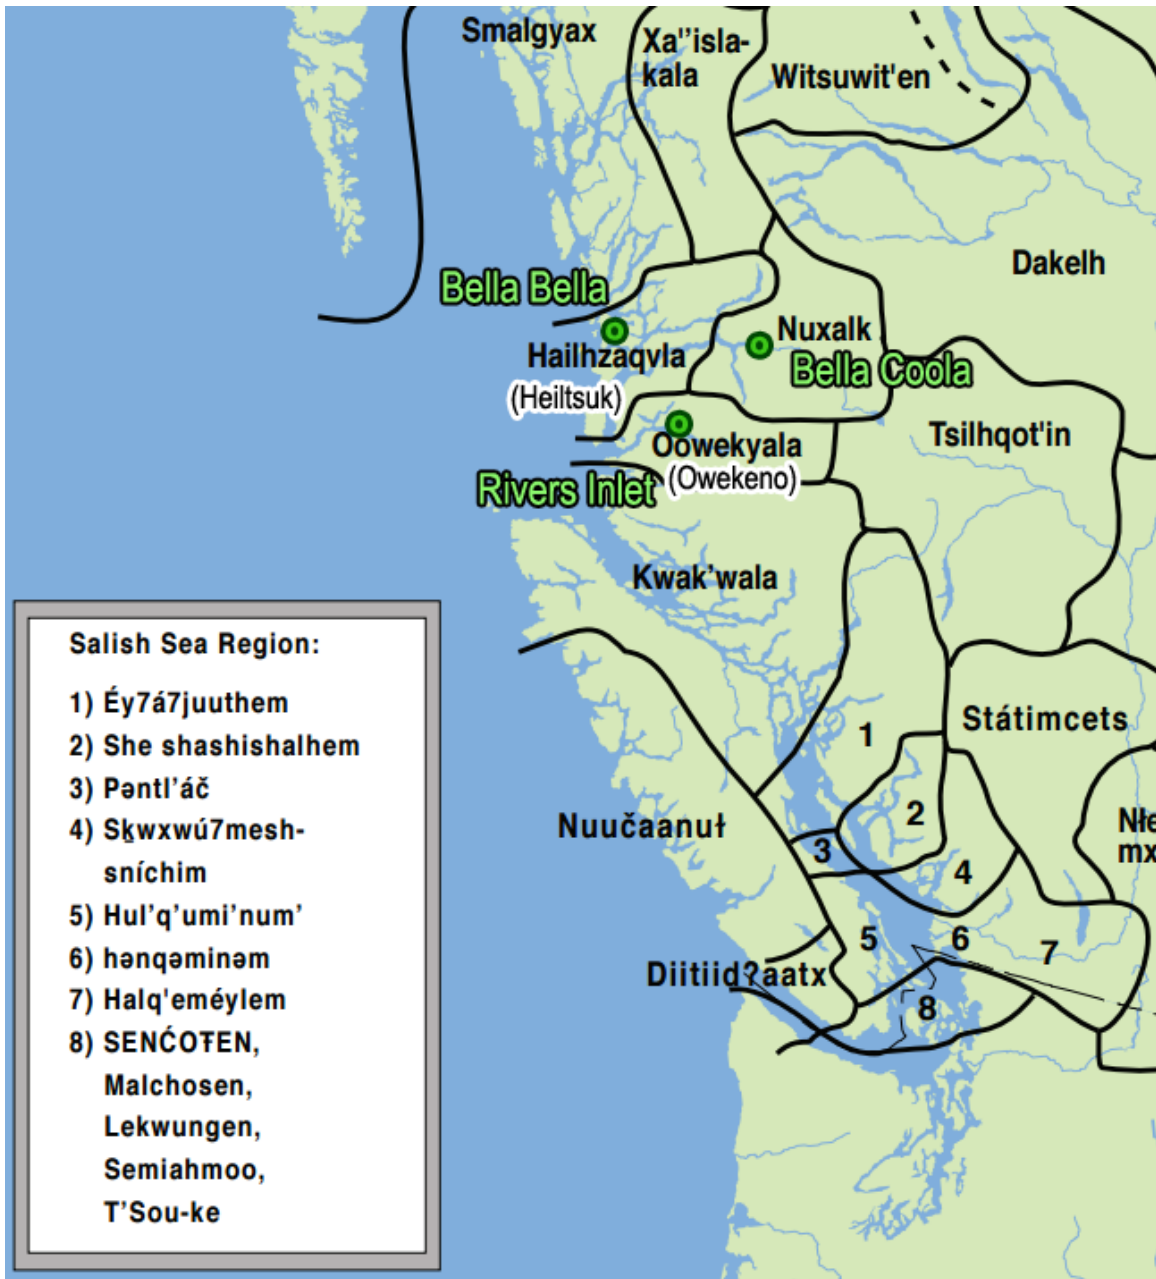 Smalgyax
Xa'’isla-
kala
Witsuwit'en
Dakelh
Bella Bella
Nuxalk
Hailhzaqvla
Bella Coola
(Heiltsuk)
Tsilhqot'in
Oowekyala
(Owekeno)
Rivers Inlet
Kwak’wala
Salish Sea Region:
1) Éy7á7juuthem
2) She shashishalhem
3) Pəntl’áč
4) Sḵwxwú7mesh-
sníchim
5) Hul’q’umi’num’
6) hənqəminəm
7) Halq'eméylem
8) SENĆOŦEN,
Malchosen,
Lekwungen,
Semiahmoo,
T’Sou-ke
Státimcets
1
2
Nuučaanuł
Nłe
mx
3
4
5
6
7
Diitiidʔaatx
8